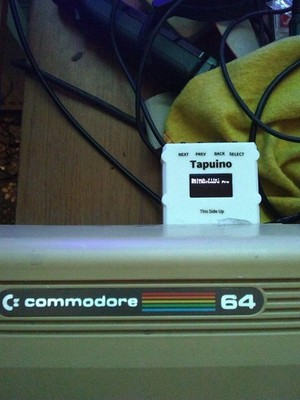 NEXT PREV BACK SELECT
Tapuino
This Side Up
commodore 64